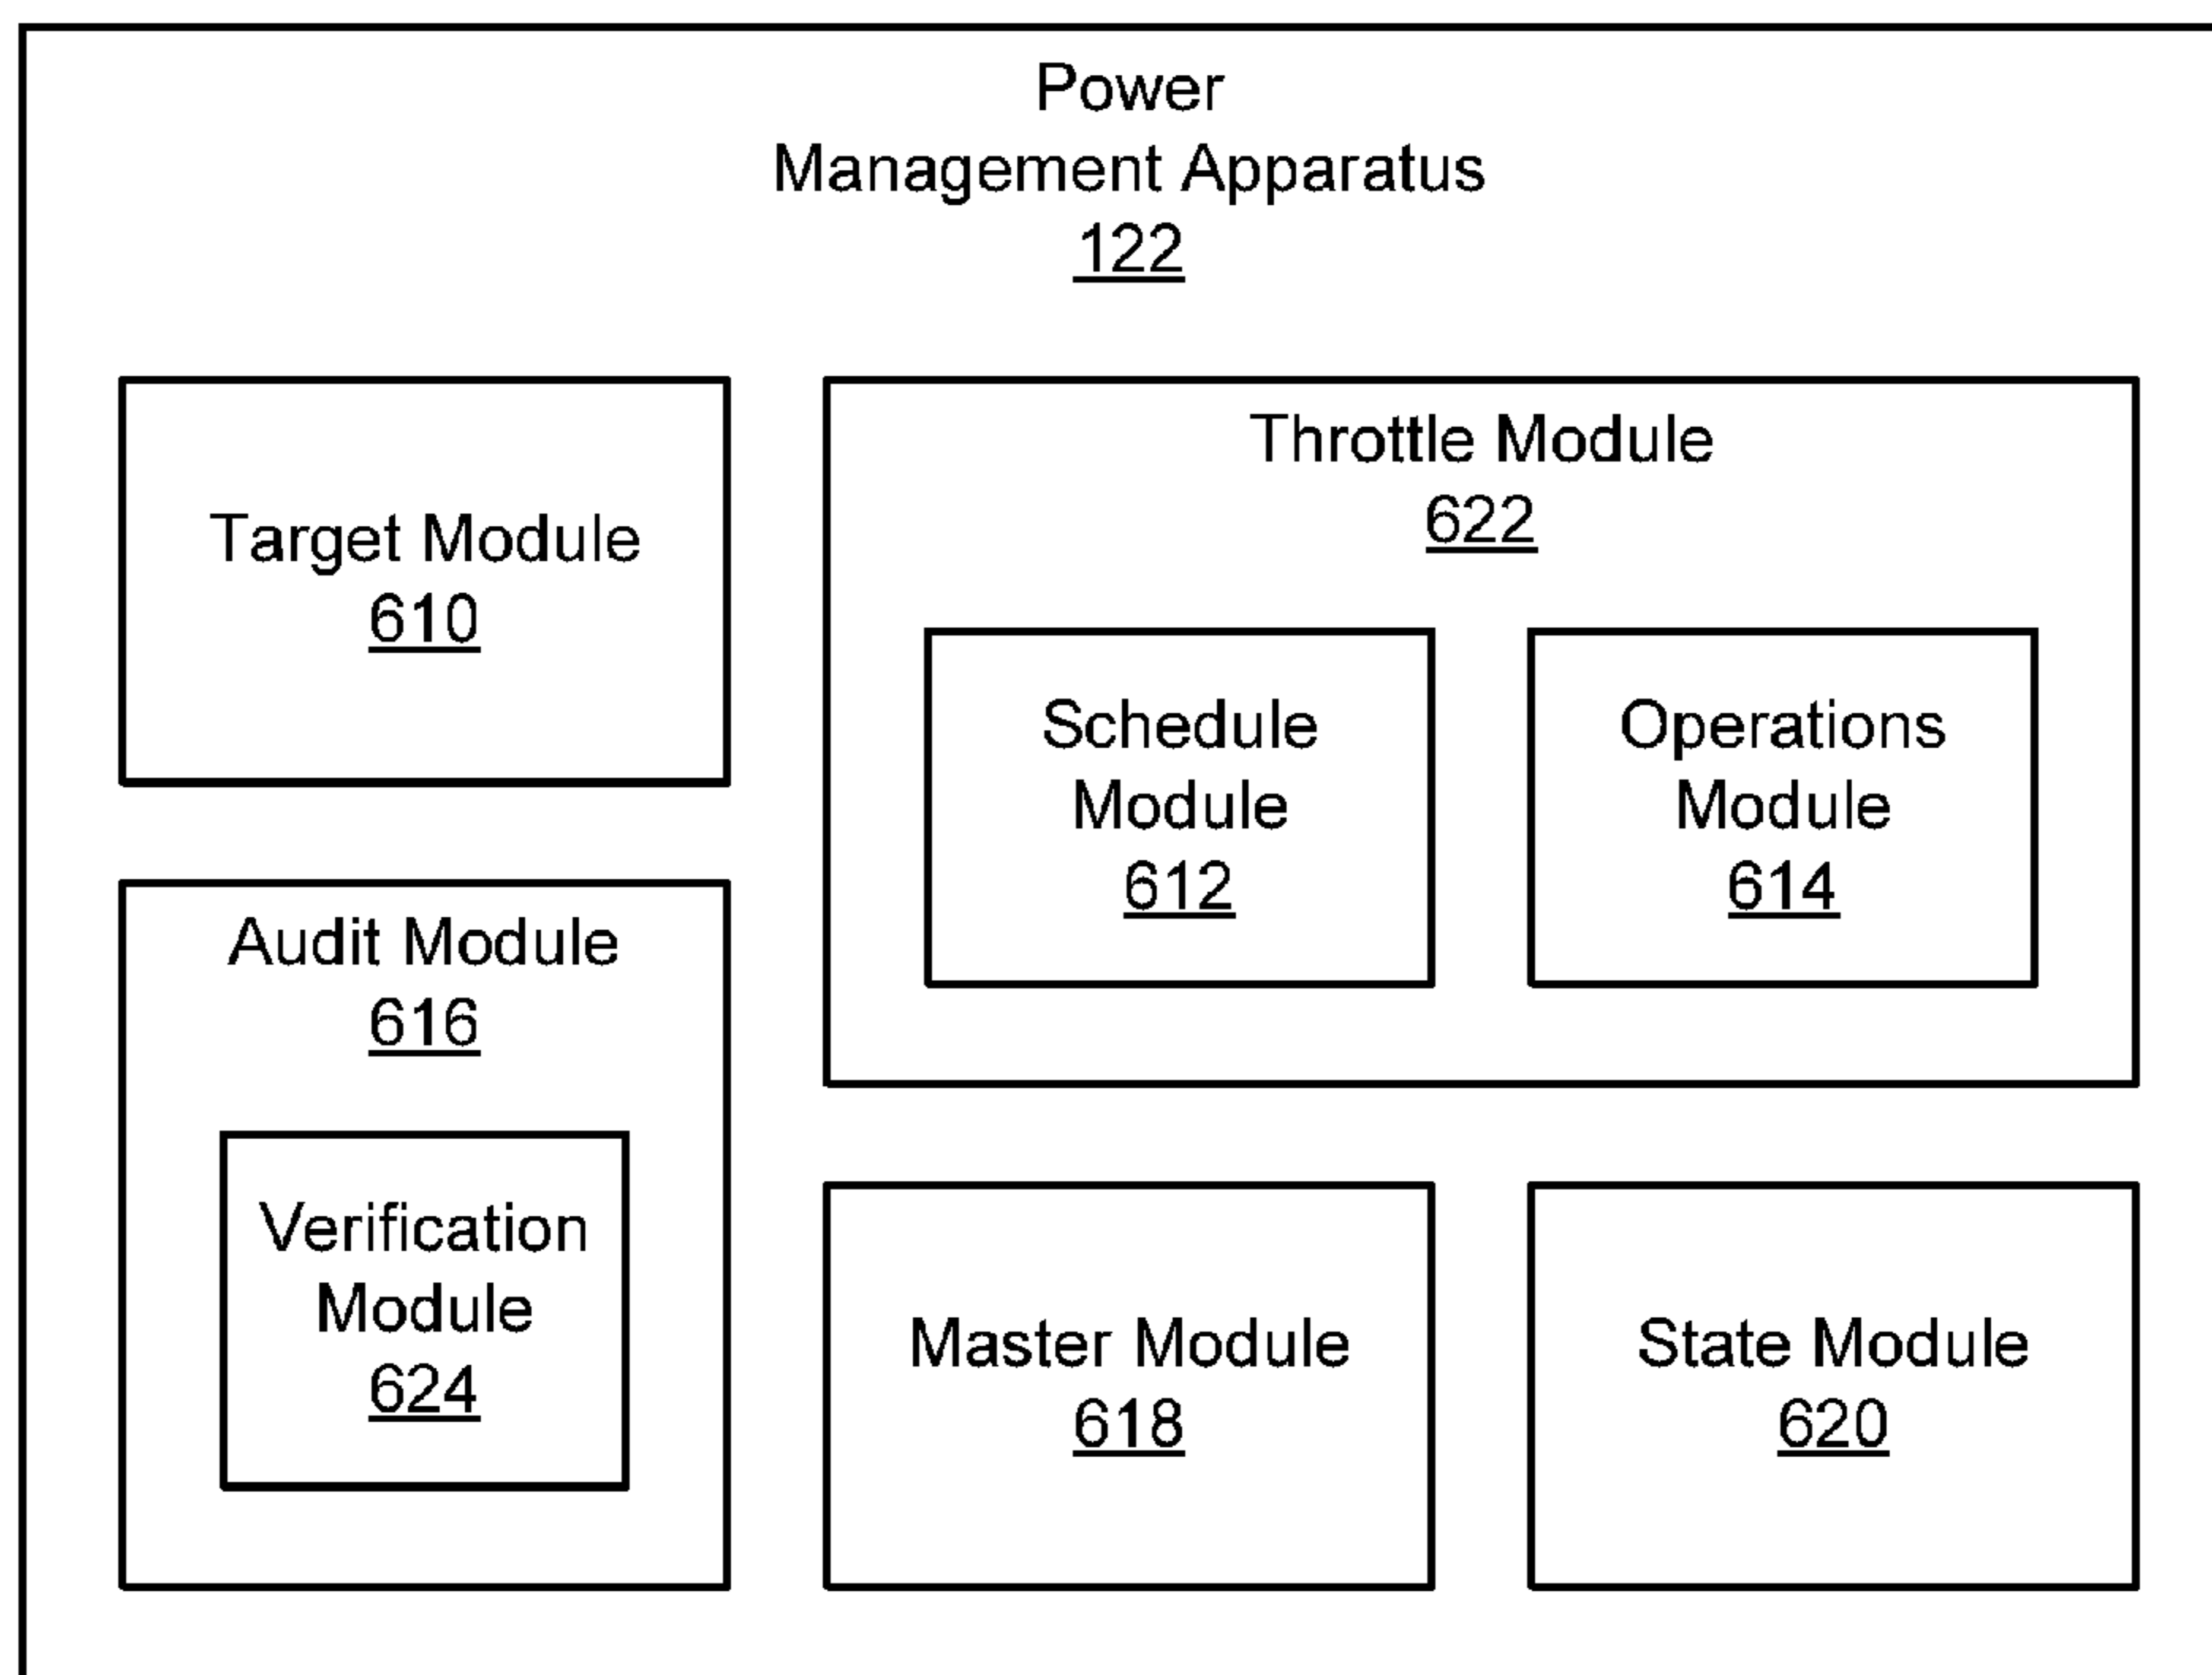 Power
Management Apparatus
122
Target Module
610
Throttle Module
622
Schedule
Module
612
Operations
Module
614
Audit Module
616
Verification
Module
624
Master Module
618
State Module
620